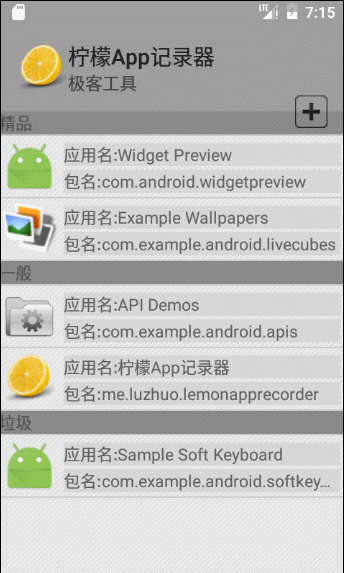 LTE 7:15
柠檬App记录器
极客工具
精品
应用名:Widget Preview
包名:com.android.widgetpreview
应用名:Example Wallpapers
包名:com.example.android.livecubes
一般
应用名:API Demos
包名:com.example.android.apis
应用名:柠檬App记录器
包名:me.luzhuo.lemonapprecorder
垃圾
应用名:Sample Soft Keyboard
包名:com.example.android.softkey...